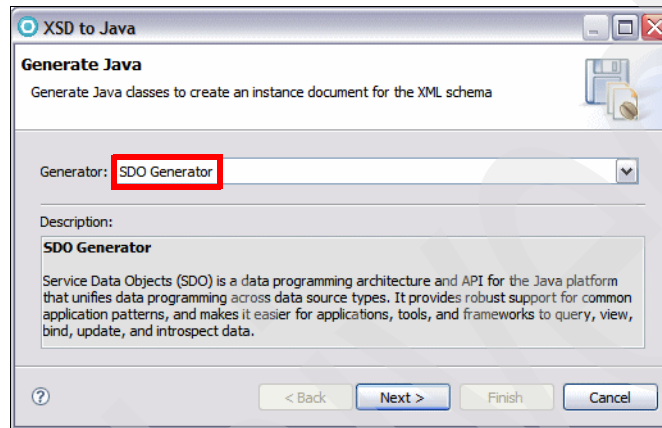 XSD to Java
Generate Java
Generate Java classes to create an instance document for the XML schema
Generator: SDO Generator
Description:
SDO Generator
Service Data Objects (SDO) is a data programming architecture and API for the Java platform
that unifies data programming across data source types. It provides robust support for common
application patterns, and makes it easier for applications, tools, and frameworks to query, view,
bind, update, and introspect data.
? < Back Next > Finish Cancel